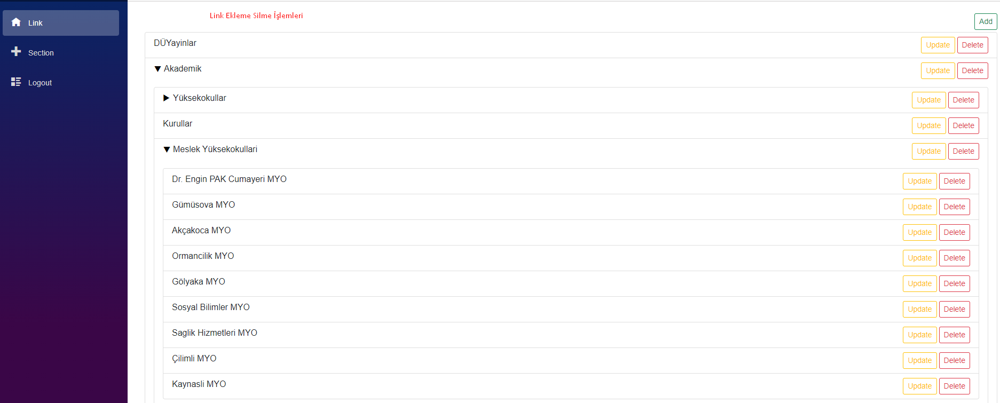 Link
Section
Logout
Link Ekleme Silme İşlemleri
Add
DÜYayinlar Update Delete
Akademik Update Delete
Yüksekokullar Update Delete
Kurullar Update Delete
Meslek Yüksekokullari Update Delete
Dr. Engin PAK Cumayeri MYO Update Delete
Gümüsova MYO Update Delete
Akçakoca MYO Update Delete
Ormancilik MYO Update Delete
Gölyaka MYO Update Delete
Sosyal Bilimler MYO Update Delete
Saglik Hizmetleri MYO Update Delete
Çilimli MYO Update Delete
Kaynasli MYO Update Delete